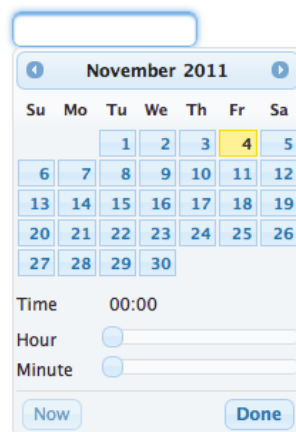 November 2011
Su Mo Tu We Th Fr Sa
1 2 3 4 5
6 7 8 9 10 11 12
13 14 15 16 17 18 19
20 21 22 23 24 25 26
27 28 29 30
Time 00:00
Hour
Minute
Now Done